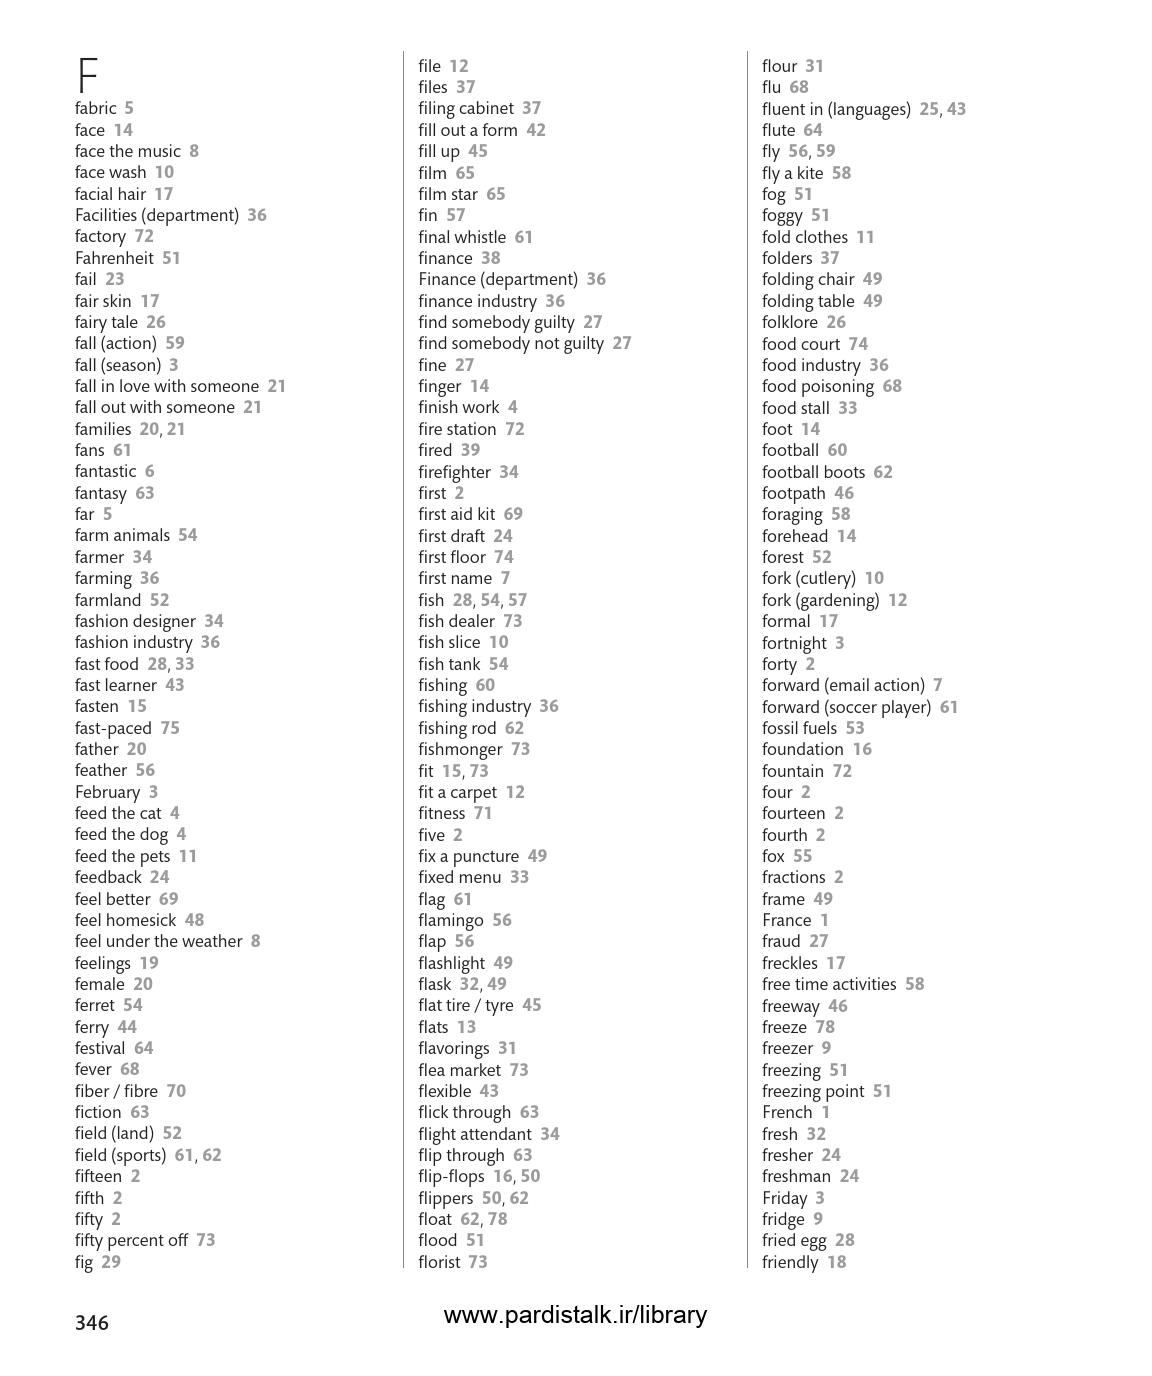 F
fabric 5
face 14
face the music 8
face wash 10
facial hair 17
Facilities (department) 36
factory 72
Fahrenheit 51
fail 23
fair skin 17
fairy tale 26
fall (action) 59
fall (season) 3
fall in love with someone 21
fall out with someone 21
families 20, 21
fans 61
fantastic 6
fantasy 63
far 5
farm animals 54
farmer 34
farming 36
farmland 52
fashion designer 34
fashion industry 36
fast food 28, 33
fast learner 43
fasten 15
fast-paced 75
father 20
feather 56
February 3
feed the cat 4
feed the dog 4
feed the pets 11
feedback 24
feel better 69
feel homesick 48
feel under the weather 8
feelings 19
female 20
ferret 54
ferry 44
festival 64
fever 68
fiber / fibre 70
fiction 63
field (land) 52
field (sports) 61, 62
fifteen 2
fifth 2
fifty 2
fifty percent off 73
fig 29
file 12
files 37
filing cabinet 37
fill out a form 42
fill up 45
film 65
film star 65
fin 57
final whistle 61
finance 38
Finance (department) 36
finance industry 36
find somebody guilty 27
find somebody not guilty 27
fine 27
finger 14
finish work 4
fire station 72
fired 39
firefighter 34
first 2
first aid kit 69
first draft 24
first floor 74
first name 7
fish 28, 54, 57
fish dealer 73
fish slice 10
fish tank 54
fishing 60
fishing industry 36
fishing rod 62
fishmonger 73
fit 15, 73
fit a carpet 12
fitness 71
five 2
fix a puncture 49
fixed menu 33
flag 61
flamingo 56
flap 56
flashlight 49
flask 32, 49
flat tire / tyre 45
flats 13
flavorings 31
flea market 73
flexible 43
flick through 63
flight attendant 34
flip through 63
flip-flops 16, 50
flippers 50, 62
float 62, 78
flood 51
florist 73
flour 31
flu 68
fluent in (languages) 25, 43
flute 64
fly 56, 59
fly a kite 58
fog 51
foggy 51
fold clothes 11
folders 37
folding chair 49
folding table 49
folklore 26
food court 74
food industry 36
food poisoning 68
food stall 33
foot 14
football 60
football boots 62
footpath 46
foraging 58
forehead 14
forest 52
fork (cutlery) 10
fork (gardening) 12
formal 17
fortnight 3
forty 2
forward (email action) 7
forward (soccer player) 61
fossil fuels 53
foundation 16
fountain 72
four 2
fourteen 2
fourth 2
fox 55
fractions 2
frame 49
France 1
fraud 27
freckles 17
free time activities 58
freeway 46
freeze 78
freezer 9
freezing 51
freezing point 51
French 1
fresh 32
fresher 24
freshman 24
Friday 3
fridge 9
fried egg 28
friendly 18
346
www.pardistalk.ir/library